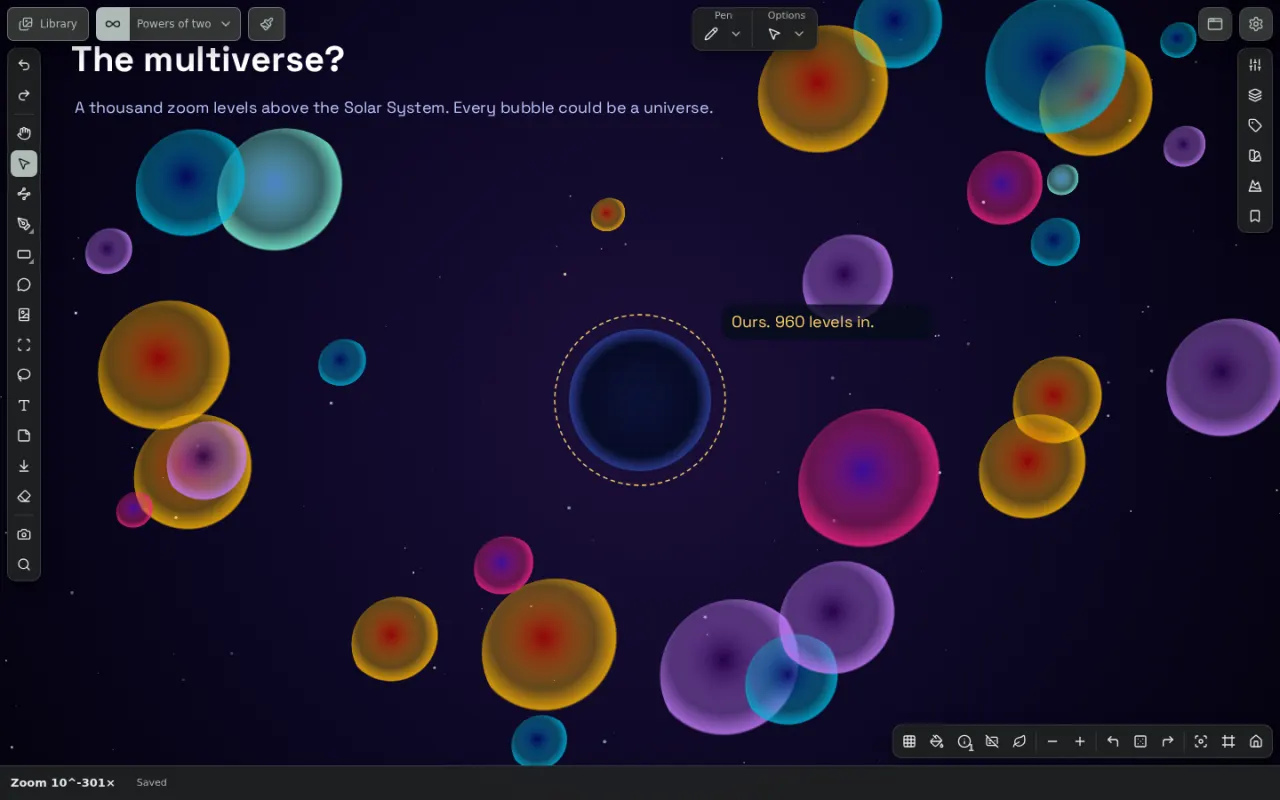 Library
Powers of two
Pen
Options
The multiverse?
A thousand zoom levels above the Solar System. Every bubble could be a universe.
Ours. 960 levels in.
1
Zoom 10^-301×
Saved